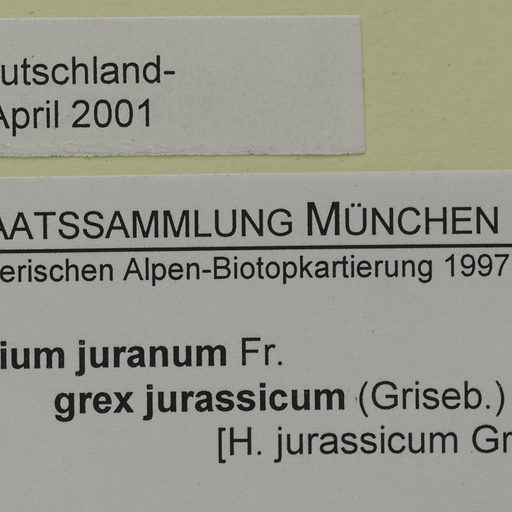 utschland-
April 2001
AATSSAMMLUNG MÜNCHEN
erischen Alpen-Biotopkartierung 1997
ium juranum Fr.
grex jurassicum (Griseb.)
[H. jurassicum Gr